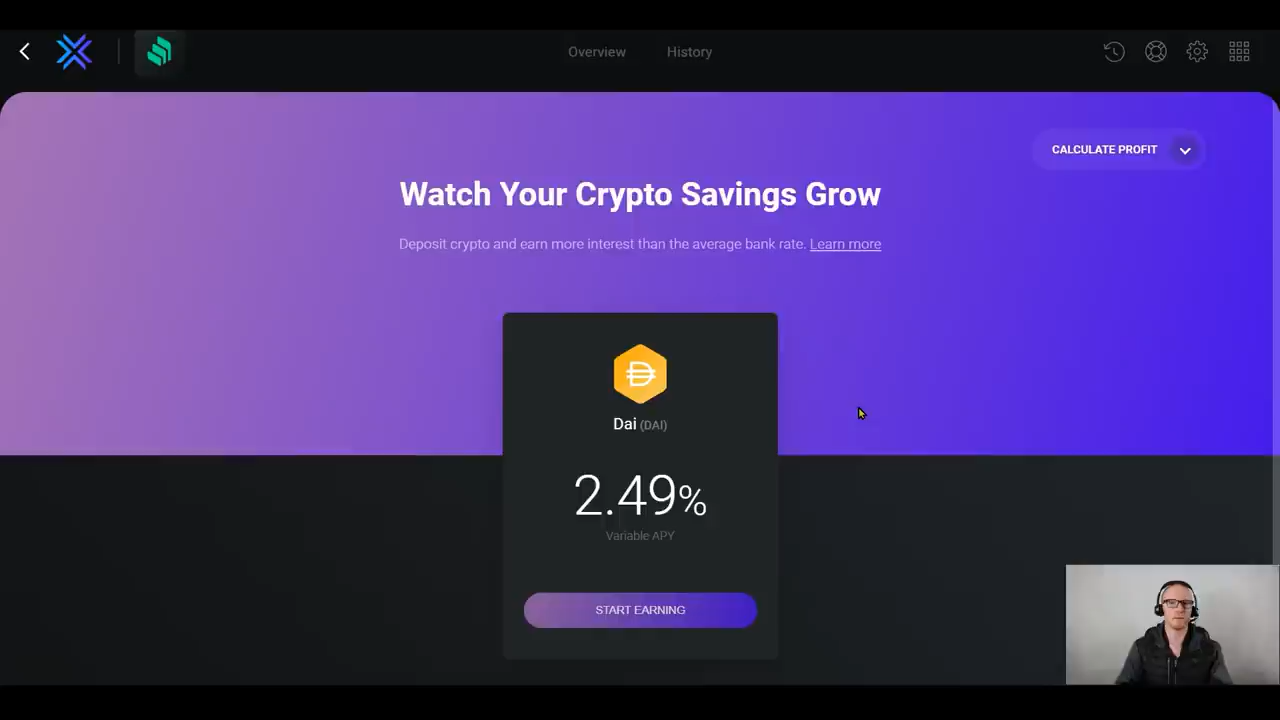 Overview
History
CALCULATE PROFIT
Watch Your Crypto Savings Grow
Deposit crypto and earn more interest than the average bank rate. Learn more
Dai (DAI)
2.49%
Variable APY
START EARNING